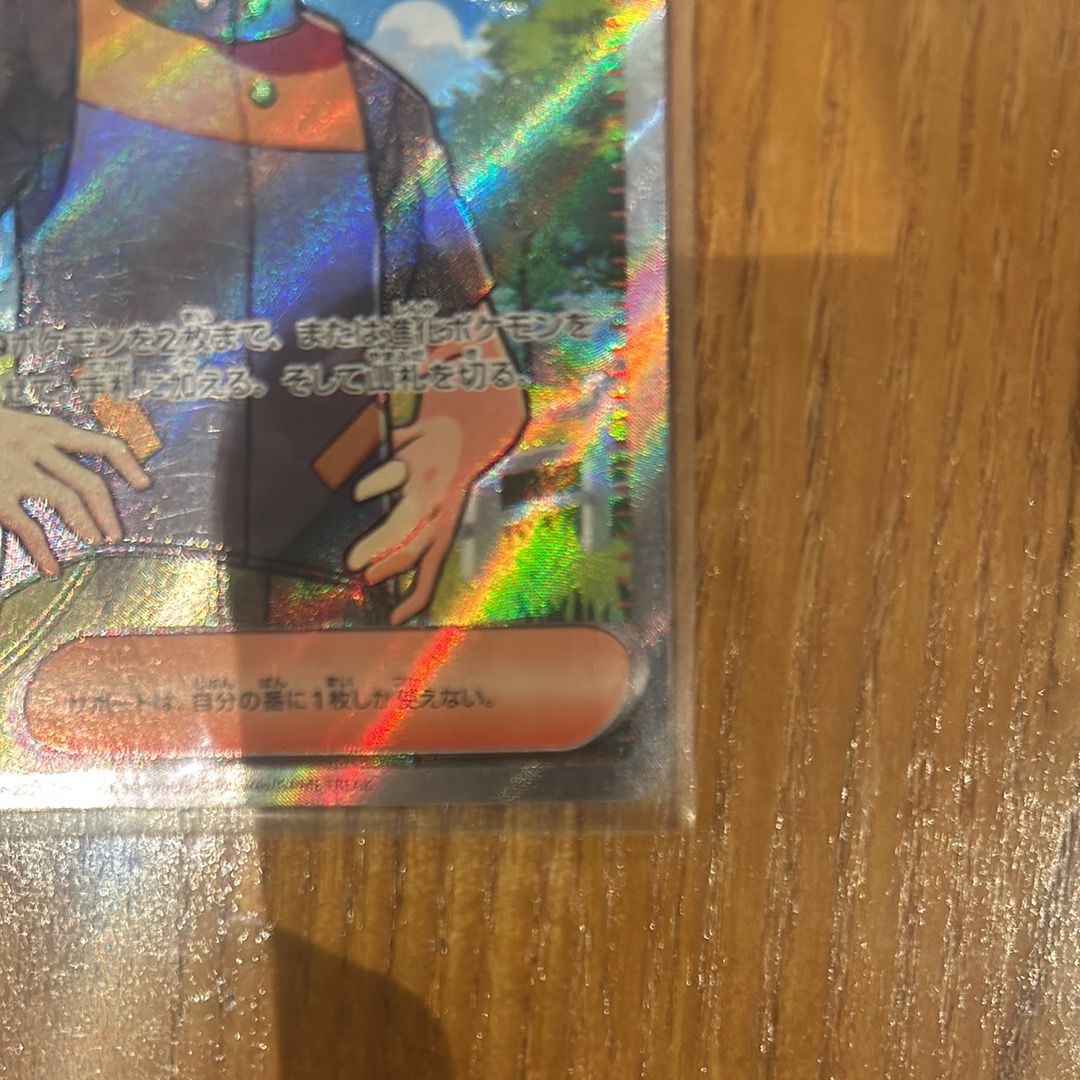 ポケモンを2枚まで、または進化ポケモンを
せて、手札に加える。そして山札を切る。
サポートは、自分の番に1枚しか使えない。